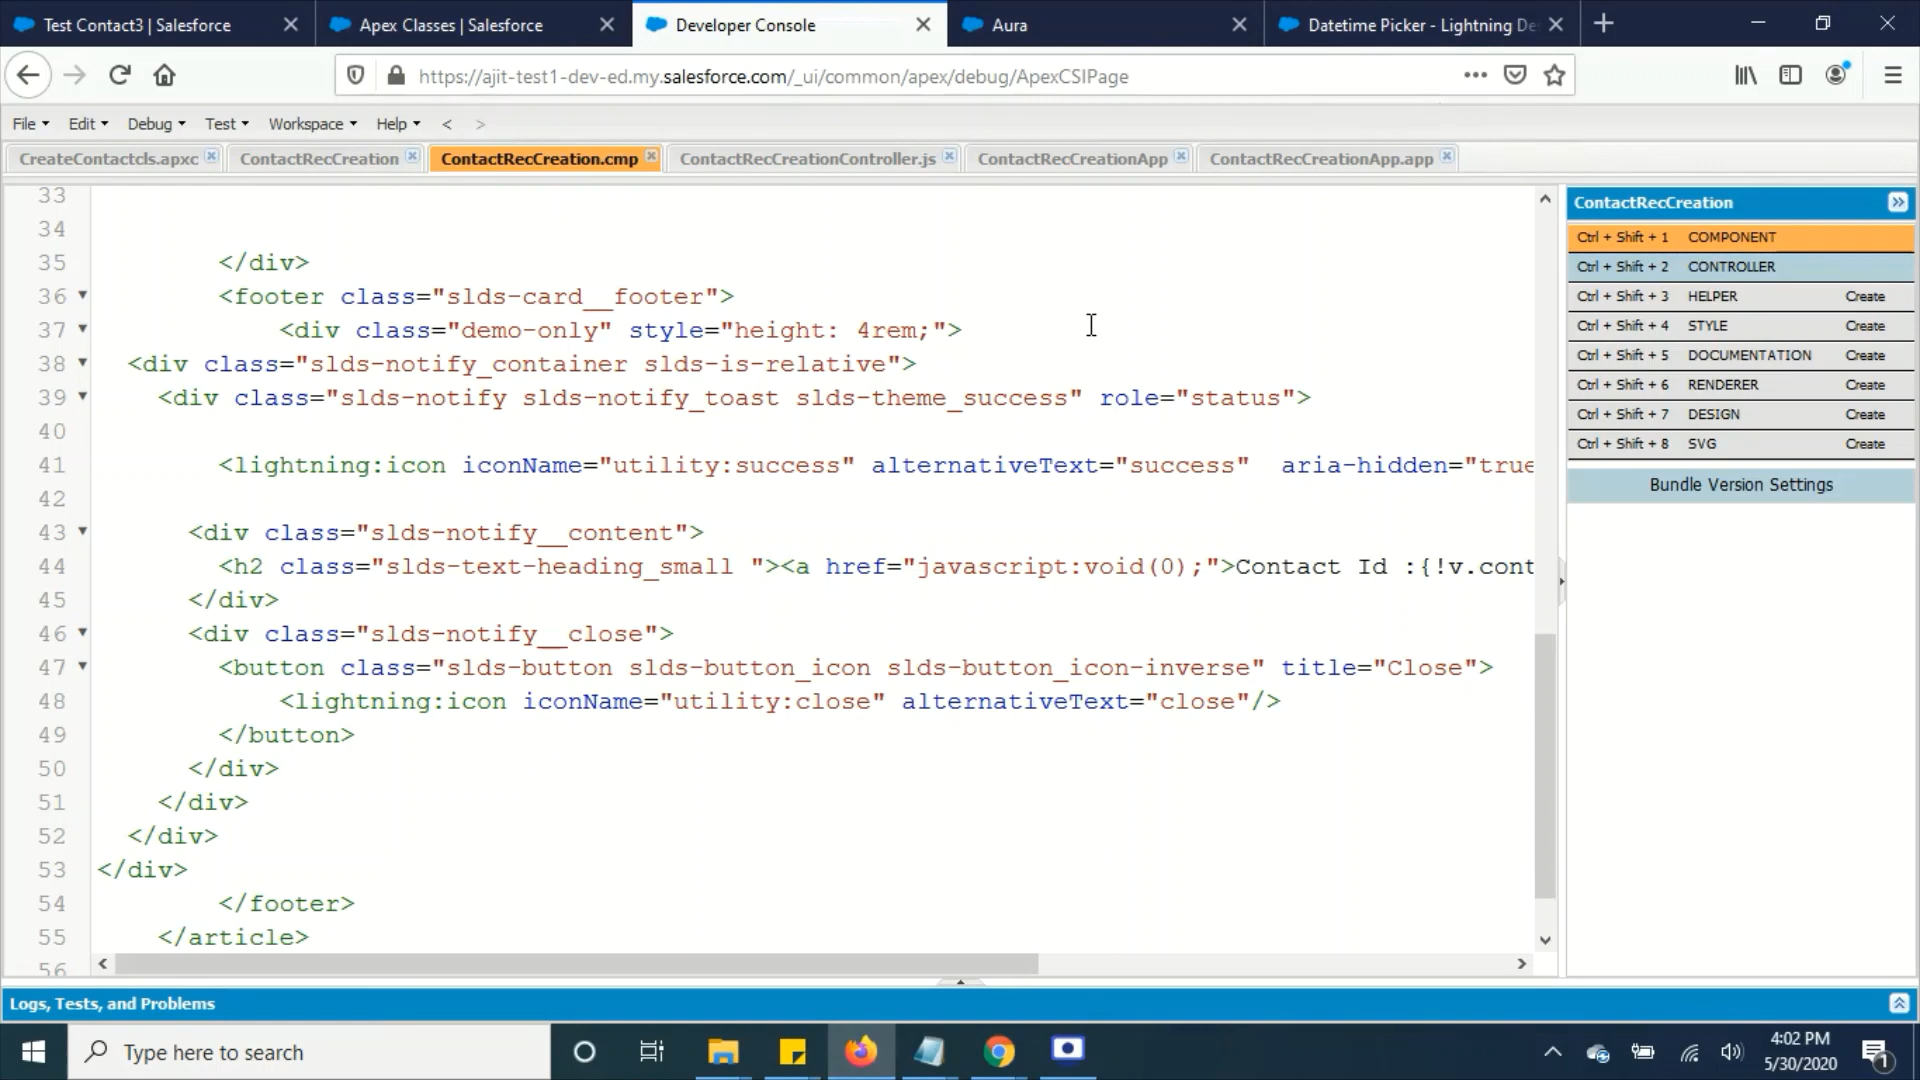 Test Contact3 | Salesforce
Apex Classes | Salesforce
Developer Console
Aura
Datetime Picker - Lightning De
https://ajit-test1-dev-ed.my.salesforce.com/_ui/common/apex/debug/ApexCSIPage
File Edit Debug Test Workspace Help < >
CreateContactcls.apxc
ContactRecCreation
ContactRecCreation.cmp
ContactRecCreationController.js
ContactRecCreationApp
ContactRecCreationApp.app
33
34
35 </div>
36 <footer class="slds-card__footer">
37 <div class="demo-only" style="height: 4rem;">
38 <div class="slds-notify_container slds-is-relative">
39 <div class="slds-notify slds-notify_toast slds-theme_success" role="status">
40
41 <lightning:icon iconName="utility:success" alternativeText="success"  aria-hidden="true
42
43 <div class="slds-notify__content">
44 <h2 class="slds-text-heading_small "><a href="javascript:void(0);">Contact Id :{!v.cont
45 </div>
46 <div class="slds-notify__close">
47 <button class="slds-button slds-button_icon slds-button_icon-inverse" title="Close">
48 <lightning:icon iconName="utility:close" alternativeText="close"/>
49 </button>
50 </div>
51 </div>
52 </div>
53 </div>
54 </footer>
55 </article>
56
ContactRecCreation
Ctrl + Shift + 1 COMPONENT
Ctrl + Shift + 2 CONTROLLER
Ctrl + Shift + 3 HELPER Create
Ctrl + Shift + 4 STYLE Create
Ctrl + Shift + 5 DOCUMENTATION Create
Ctrl + Shift + 6 RENDERER Create
Ctrl + Shift + 7 DESIGN Create
Ctrl + Shift + 8 SVG Create
Bundle Version Settings
Logs, Tests, and Problems
Type here to search
4:02 PM
5/30/2020
1